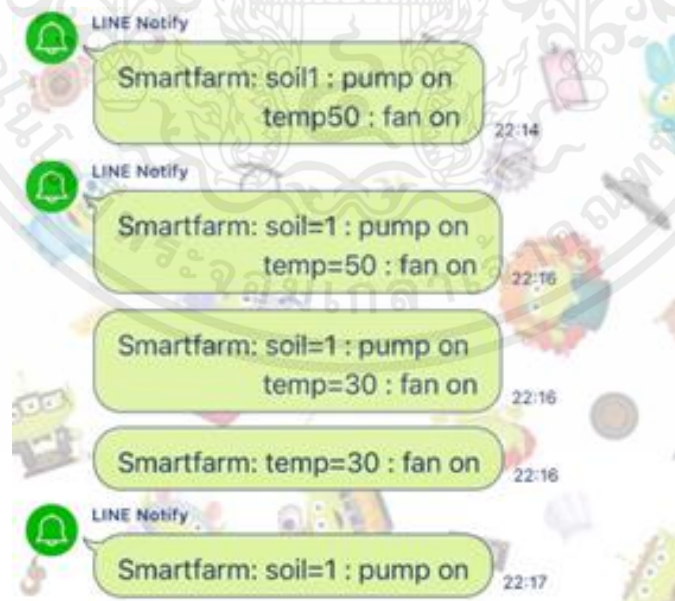 LINE Notify
Smartfarm: soil1 : pump on
temp50 : fan on
22:14
LINE Notify
Smartfarm: soil=1 : pump on
temp=50 : fan on
22:16
Smartfarm: soil=1 : pump on
temp=30 : fan on
22:16
Smartfarm: temp=30 : fan on
22:16
LINE Notify
Smartfarm: soil=1 : pump on
22:17